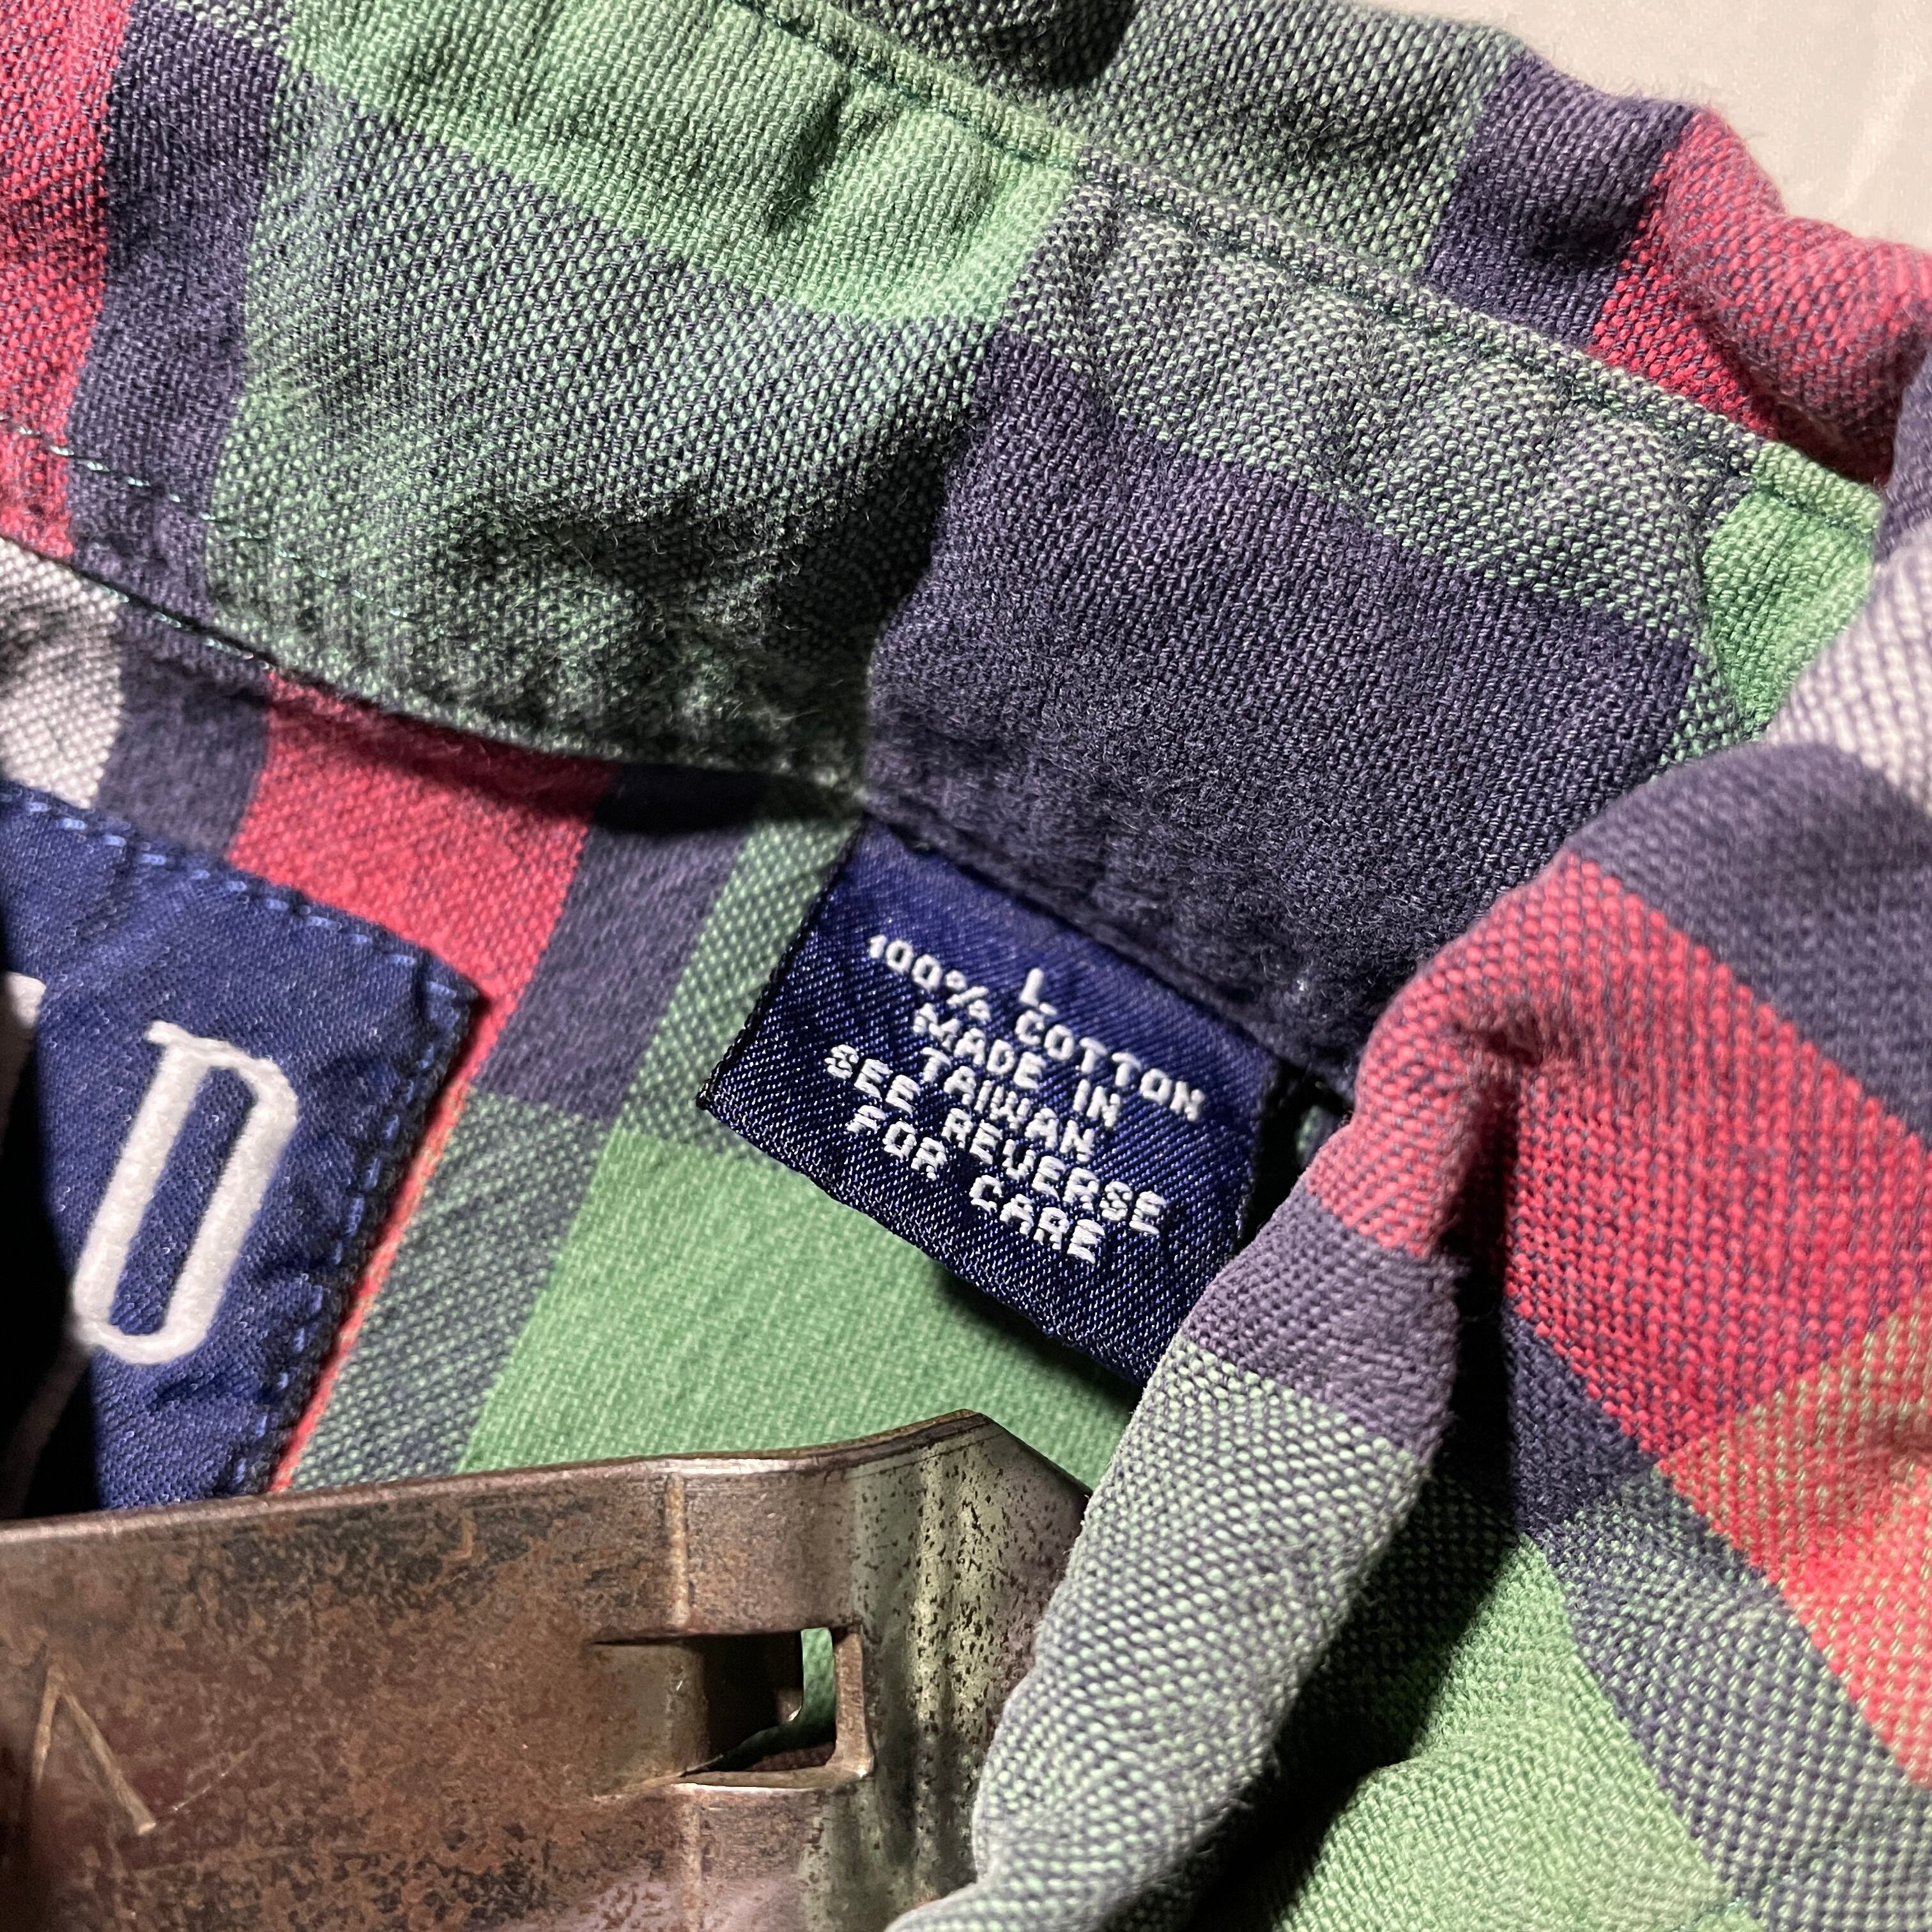 D
L
100% COTTON
MADE IN
TAIWAN
SEE REVERSE
FOR CARE